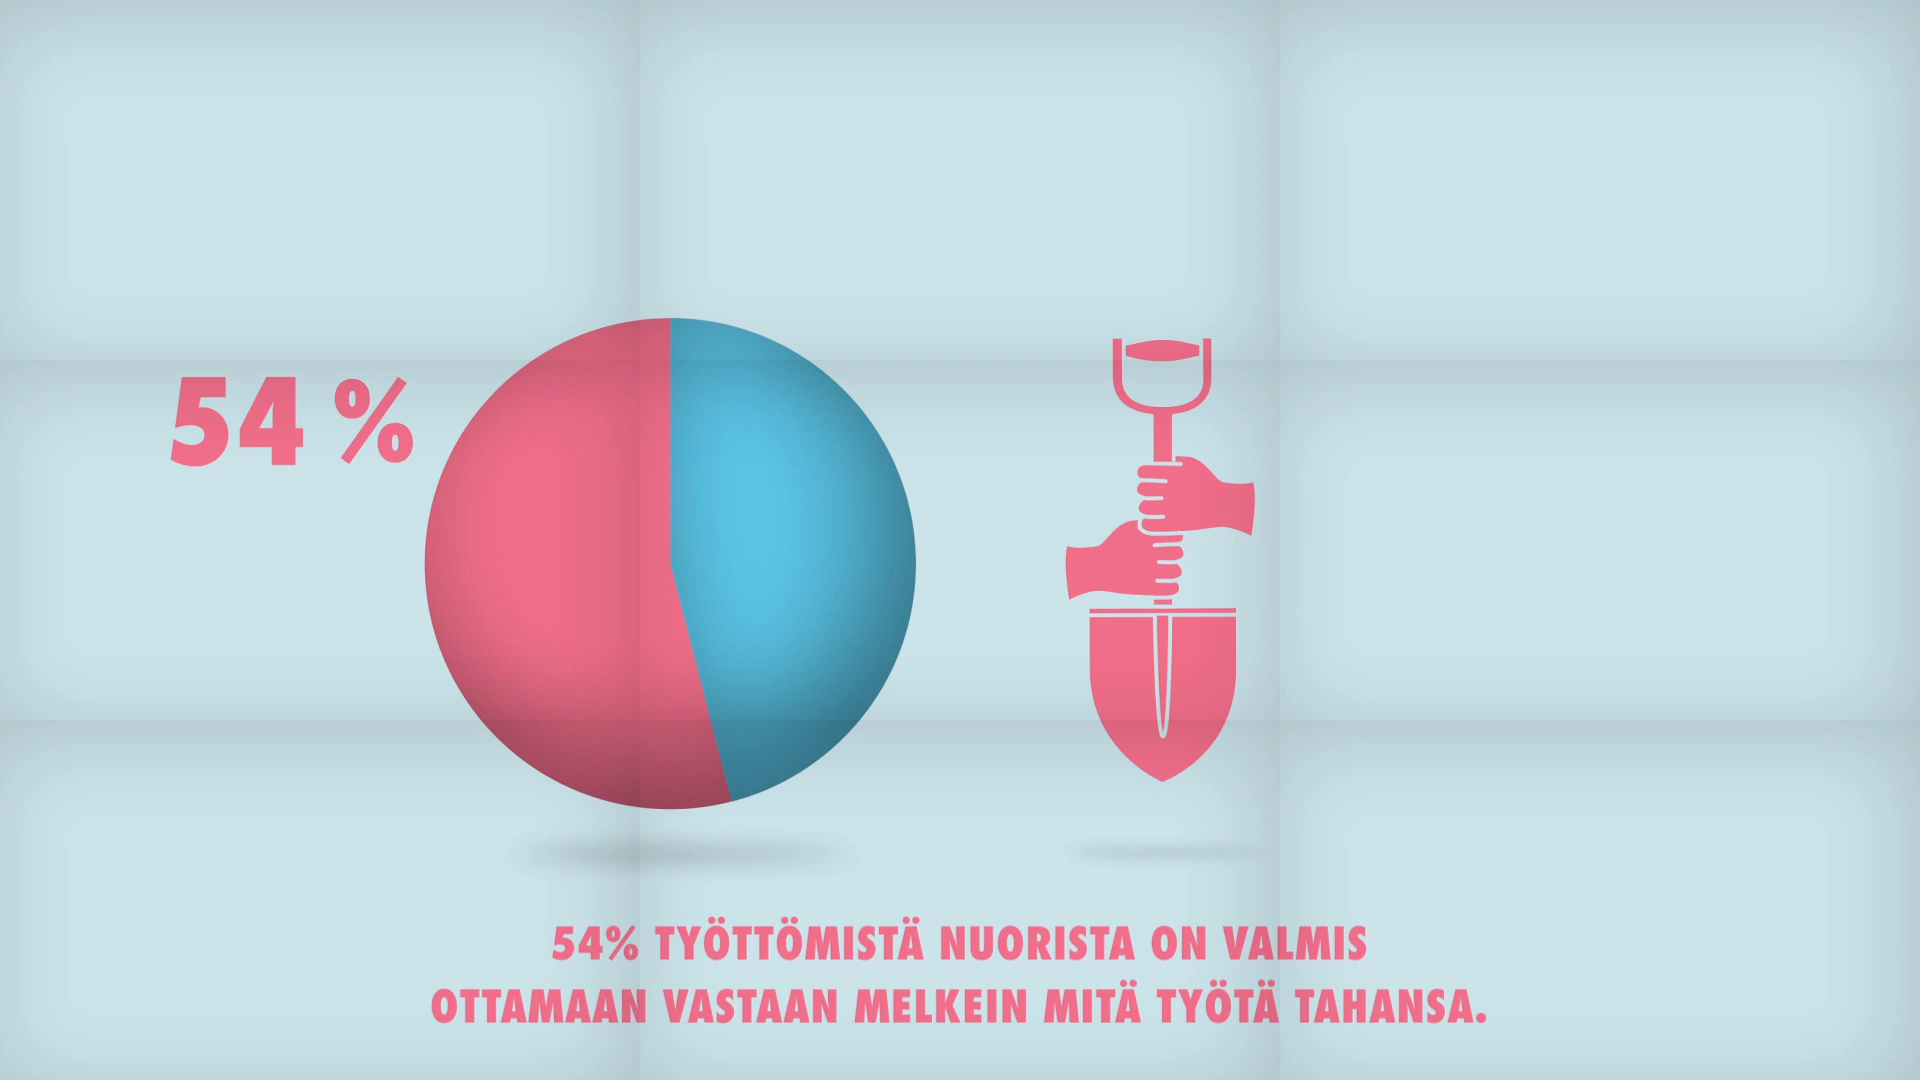 54 %
54% TYÖTTÖMISTÄ NUORISTA ON VALMIS
OTTAMAAN VASTAAN MELKEIN MITÄ TYÖTÄ TAHANSA.